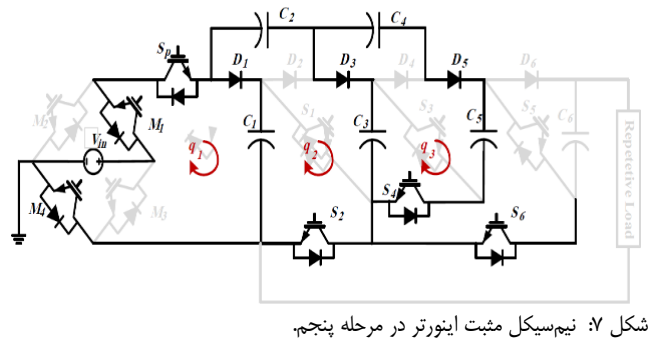 C2
C4
Sp
D1
D2
D3
D4
D5
D6
M2
M1
C1
S1
C3
S3
C5
S5
C6
Vin
q1
q2
q3
M4
M3
S4
S2
S6
Repetetive Load
شکل ۷: نیم‌سیکل مثبت اینورتر در مرحله پنجم.